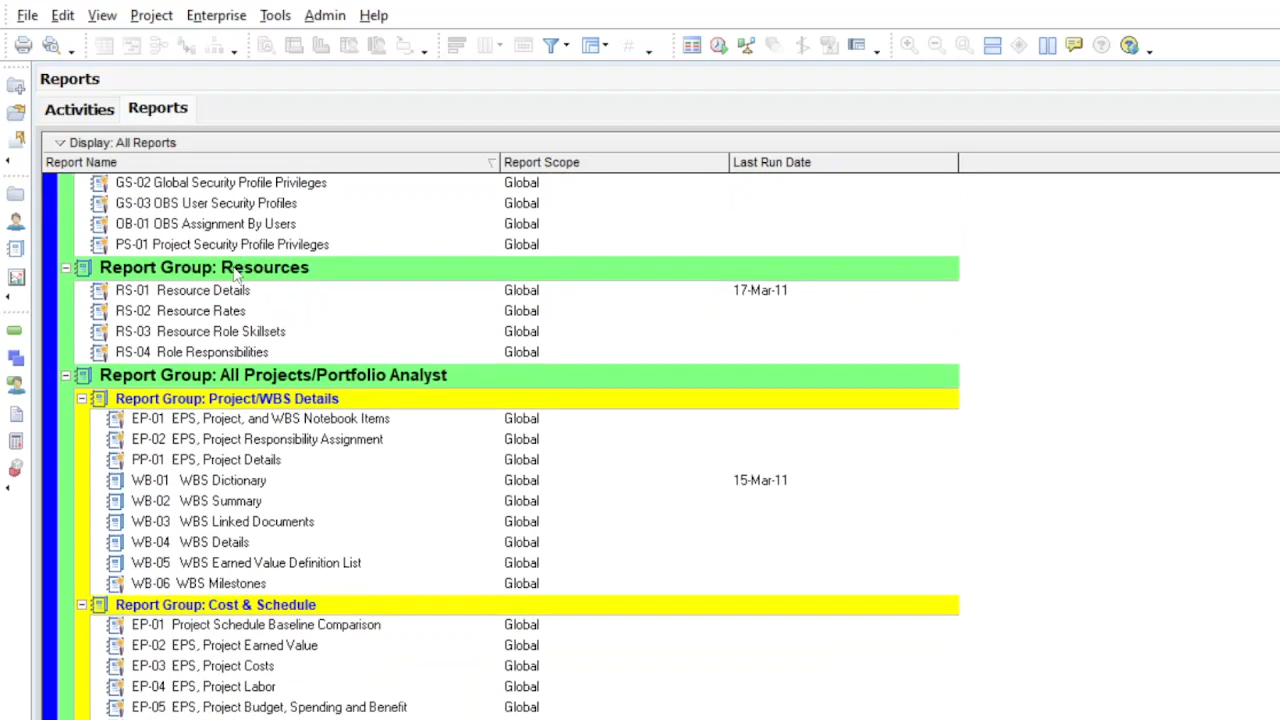 File Edit View Project Enterprise Tools Admin Help
Reports
Activities Reports
Display: All Reports
Report Name Report Scope Last Run Date
GS-02 Global Security Profile Privileges Global
GS-03 OBS User Security Profiles Global
OB-01 OBS Assignment By Users Global
PS-01 Project Security Profile Privileges Global
Report Group: Resources
RS-01 Resource Details Global 17-Mar-11
RS-02 Resource Rates Global
RS-03 Resource Role Skillsets Global
RS-04 Role Responsibilities Global
Report Group: All Projects/Portfolio Analyst
Report Group: Project/WBS Details
EP-01 EPS, Project, and WBS Notebook Items Global
EP-02 EPS, Project Responsibility Assignment Global
PP-01 EPS, Project Details Global
WB-01 WBS Dictionary Global 15-Mar-11
WB-02 WBS Summary Global
WB-03 WBS Linked Documents Global
WB-04 WBS Details Global
WB-05 WBS Earned Value Definition List Global
WB-06 WBS Milestones Global
Report Group: Cost & Schedule
EP-01 Project Schedule Baseline Comparison Global
EP-02 EPS, Project Earned Value Global
EP-03 EPS, Project Costs Global
EP-04 EPS, Project Labor Global
EP-05 EPS, Project Budget, Spending and Benefit Global